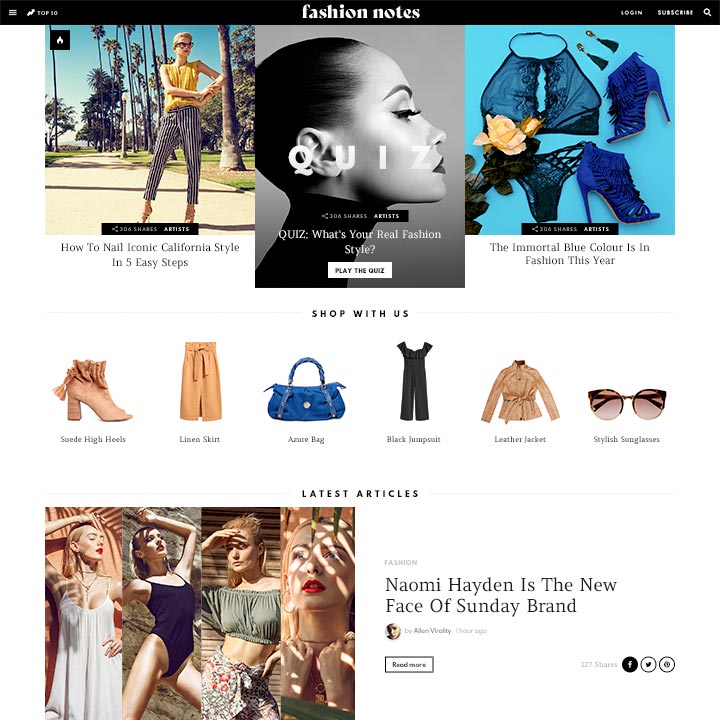 TOP 10
fashion notes
LOGIN
SUBSCRIBE
306 SHARES ARTISTS
How To Nail Iconic California Style
In 5 Easy Steps
QUIZ
306 SHARES ARTISTS
QUIZ: What's Your Real Fashion
Style?
PLAY THE QUIZ
306 SHARES ARTISTS
The Immortal Blue Colour Is In
Fashion This Year
SHOP WITH US
Suede High Heels
Linen Skirt
Azure Bag
Black Jumpsuit
Leather Jacket
Stylish Sunglasses
LATEST ARTICLES
FASHION
Naomi Hayden Is The New
Face Of Sunday Brand
by Allen Virality 1 hour ago
Read more
127 Shares